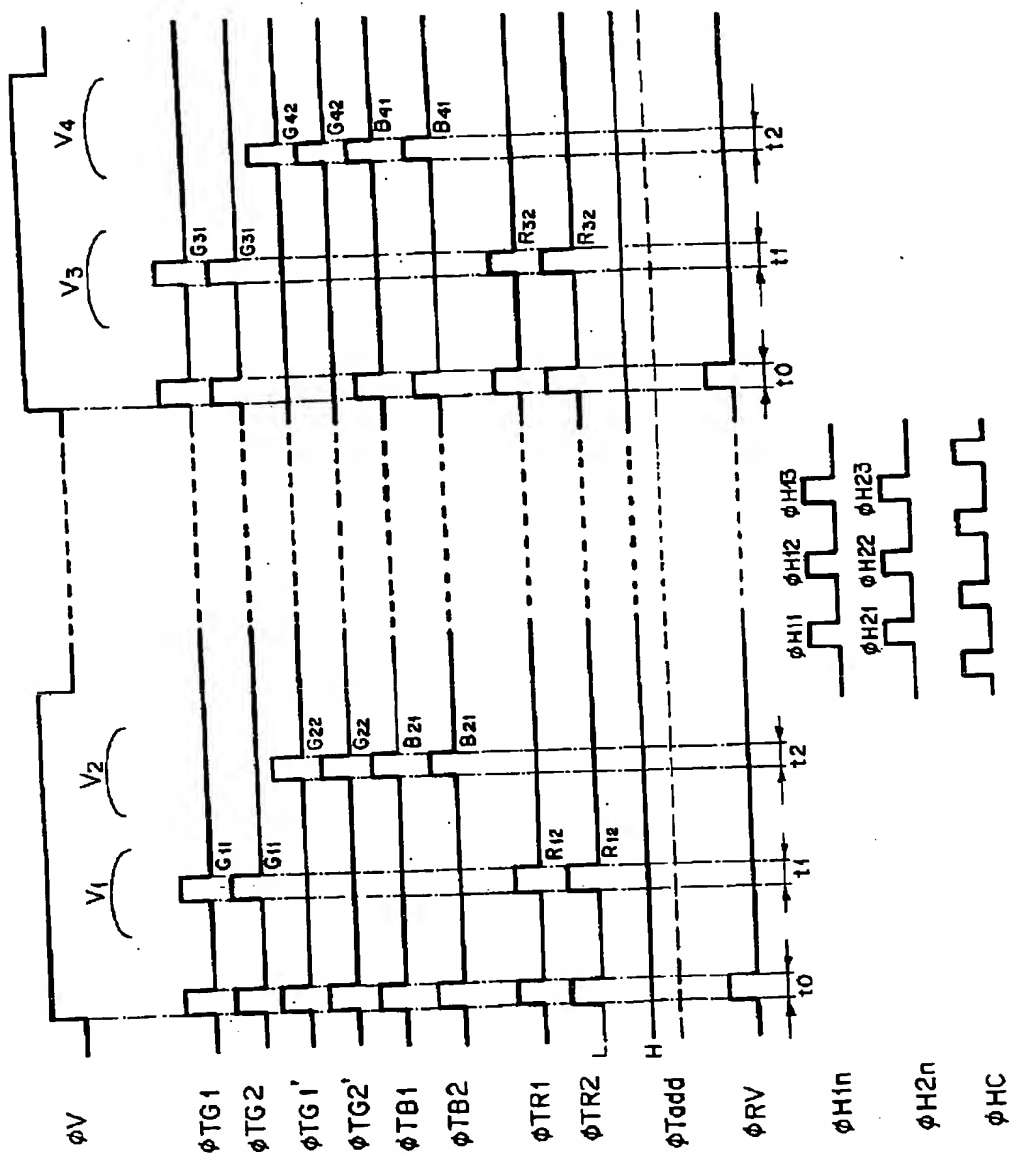 φV
V1
V2
V3
V4
φTG1
G11
G31
φTG2
G11
G31
φTG1'
G22
G42
φTG2'
G22
G42
φTB1
B21
B41
φTB2
B21
B41
φTR1
R12
R32
φTR2
L
R12
R32
H
φTadd
φRV
t0
t1
t2
t0
t1
t2
φH1n
φH11
φH12
φH13
φH2n
φH21
φH22
φH23
φHC